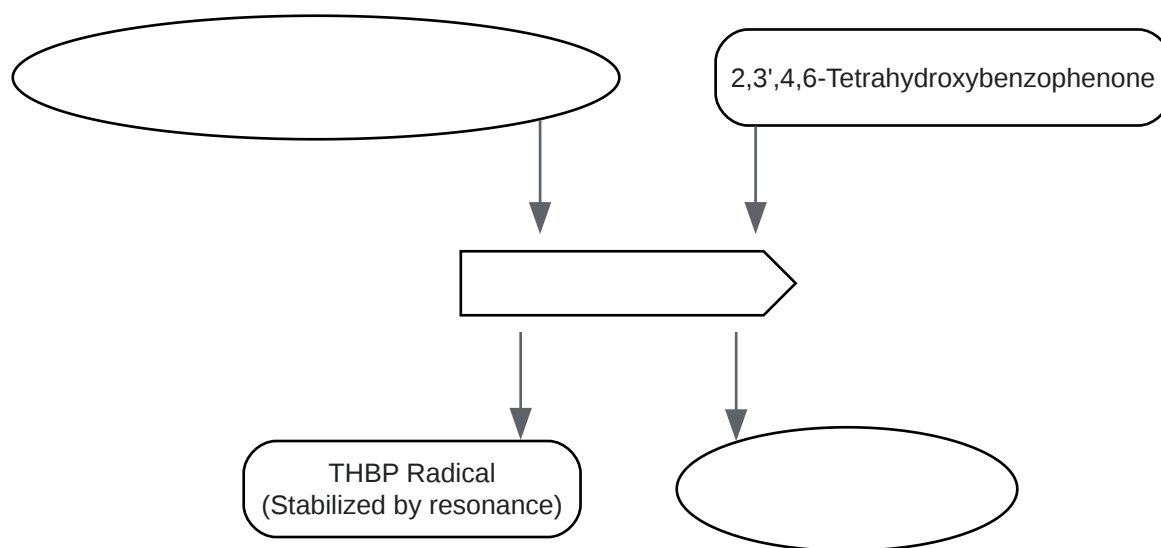 2,3',4,6-Tetrahydroxybenzophenone
THBP Radical
(Stabilized by resonance)